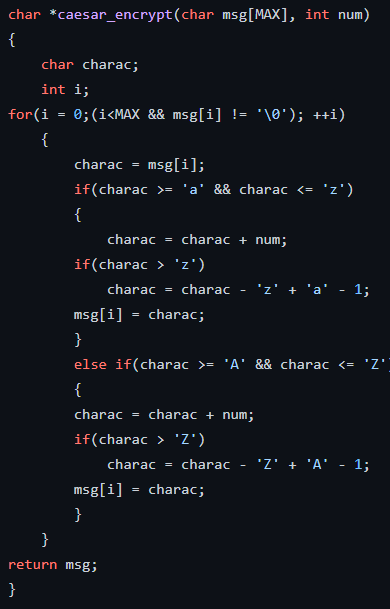 char *caesar_encrypt(char msg[MAX], int num)
{
    char charac;
    int i;
for(i = 0;(i<MAX && msg[i] != '\0'); ++i)
    {
        charac = msg[i];
        if(charac >= 'a' && charac <= 'z')
        {
            charac = charac + num;
        if(charac > 'z')
            charac = charac - 'z' + 'a' - 1;
        msg[i] = charac;
        }
        else if(charac >= 'A' && charac <= 'Z'
        {
        charac = charac + num;
        if(charac > 'Z')
            charac = charac - 'Z' + 'A' - 1;
        msg[i] = charac;
        }
    }
return msg;
}